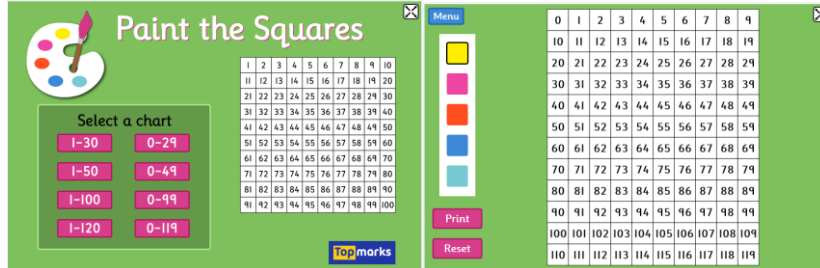 Paint the Squares
Select a chart
1-30 0-29
1-50 0-49
1-100 0-99
1-120 0-119
1 2 3 4 5 6 7 8 9 10
11 12 13 14 15 16 17 18 19 20
21 22 23 24 25 26 27 28 29 30
31 32 33 34 35 36 37 38 39 40
41 42 43 44 45 46 47 48 49 50
51 52 53 54 55 56 57 58 59 60
61 62 63 64 65 66 67 68 69 70
71 72 73 74 75 76 77 78 79 80
81 82 83 84 85 86 87 88 89 90
91 92 93 94 95 96 97 98 99 100
Topmarks
Menu
Print
Reset
0 1 2 3 4 5 6 7 8 9
10 11 12 13 14 15 16 17 18 19
20 21 22 23 24 25 26 27 28 29
30 31 32 33 34 35 36 37 38 39
40 41 42 43 44 45 46 47 48 49
50 51 52 53 54 55 56 57 58 59
60 61 62 63 64 65 66 67 68 69
70 71 72 73 74 75 76 77 78 79
80 81 82 83 84 85 86 87 88 89
90 91 92 93 94 95 96 97 98 99
100 101 102 103 104 105 106 107 108 109
110 111 112 113 114 115 116 117 118 119